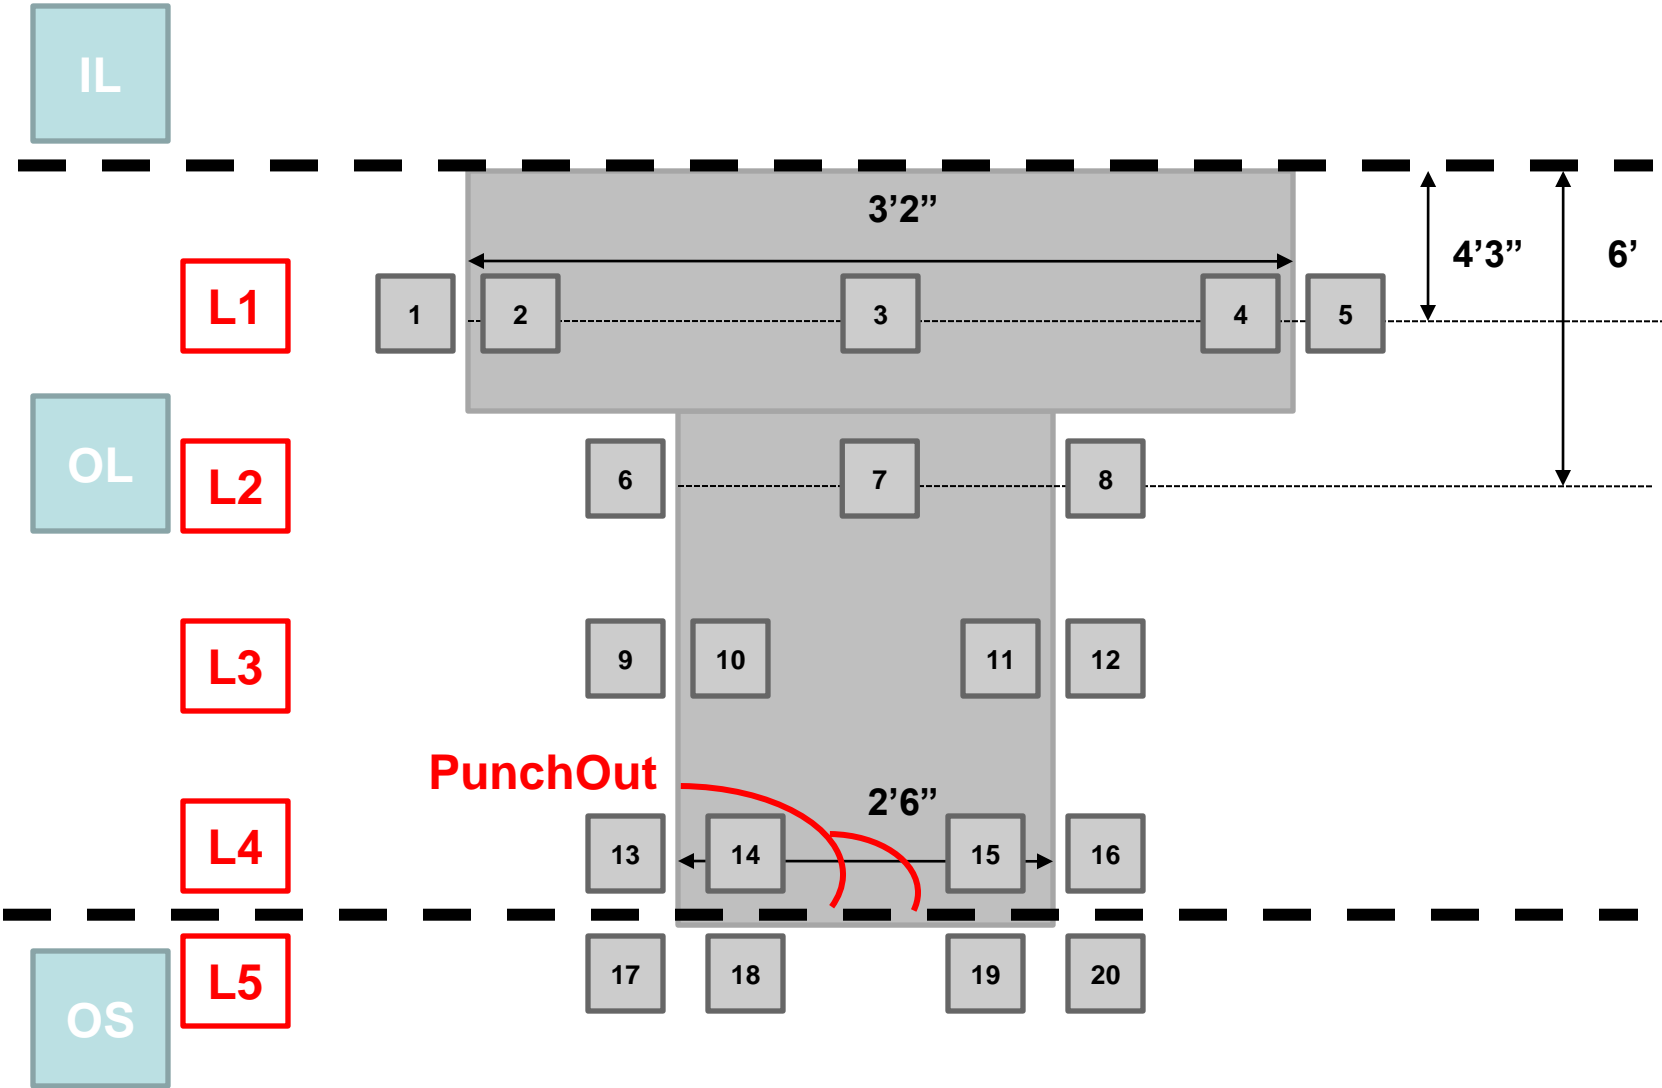 IL
3’2”
4’3” 6’
L1 1 2 3 4 5
OL L2 6 7 8
L3 9 10 11 12
PunchOut
2’6”
L4 13 14 15 16
L5 17 18 19 20
OS